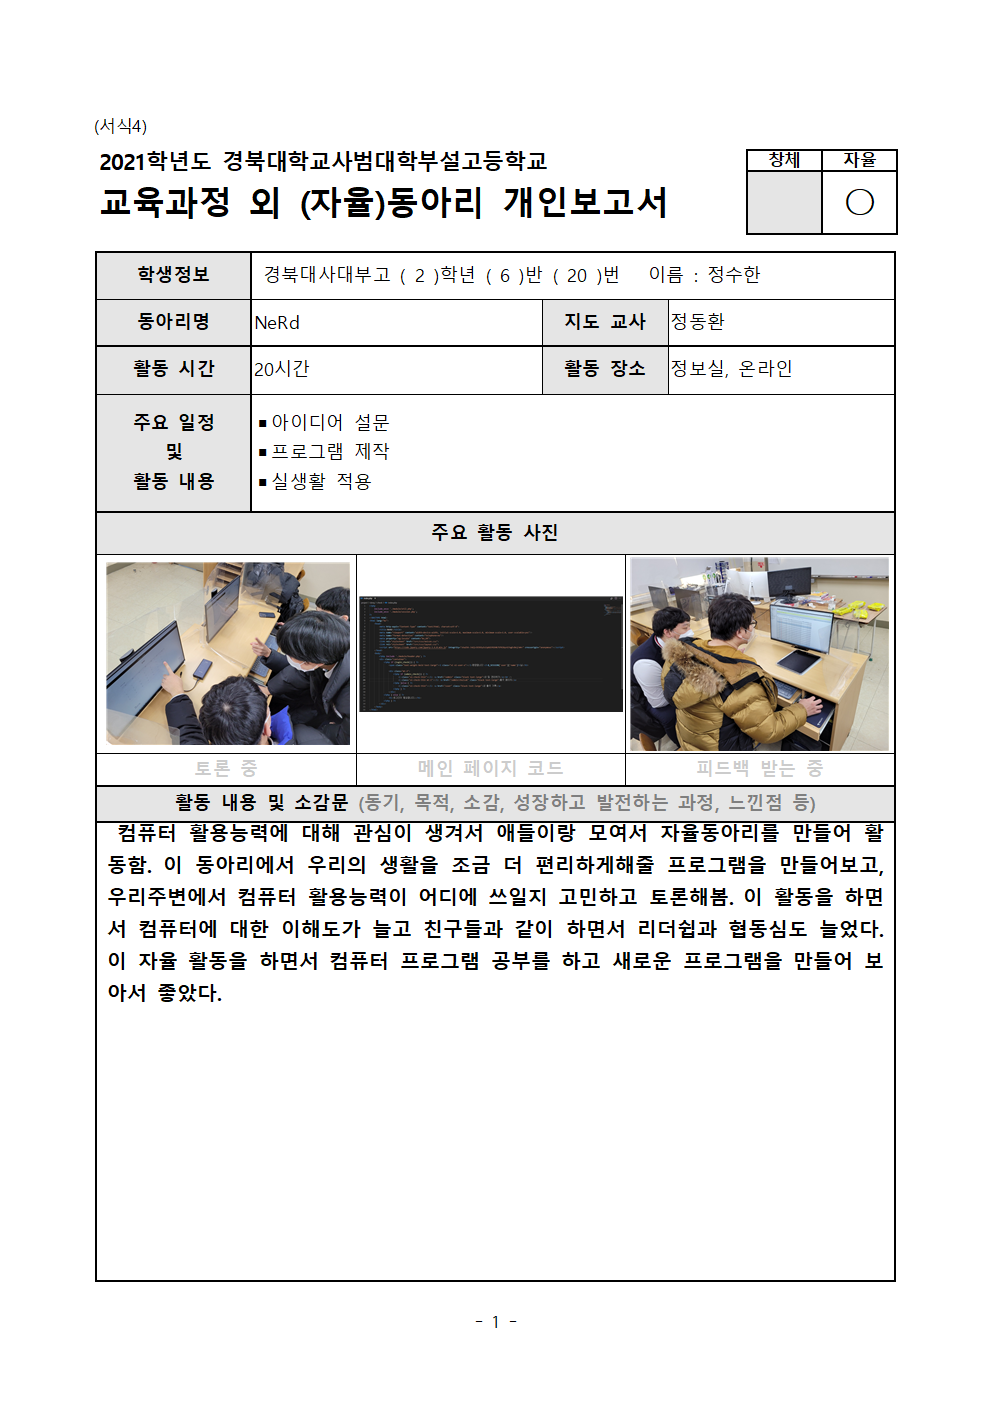 (서식4)
2021학년도 경북대학교사범대학부설고등학교
교육과정 외 (자율)동아리 개인보고서
창체 자율
○
학생정보 경북대사대부고 ( 2 )학년 ( 6 )반 ( 20 )번 이름 : 정수한
동아리명 NeRd 지도 교사 정동환
활동 시간 20시간 활동 장소 정보실, 온라인
주요 일정
및
활동 내용
▪아이디어 설문
▪프로그램 제작
▪실생활 적용
주요 활동 사진
토론 중 메인 페이지 코드 피드백 받는 중
활동 내용 및 소감문 (동기, 목적, 소감, 성장하고 발전하는 과정, 느낀점 등)
컴퓨터 활용능력에 대해 관심이 생겨서 애들이랑 모여서 자율동아리를 만들어 활
동함. 이 동아리에서 우리의 생활을 조금 더 편리하게해줄 프로그램을 만들어보고,
우리주변에서 컴퓨터 활용능력이 어디에 쓰일지 고민하고 토론해봄. 이 활동을 하면
서 컴퓨터에 대한 이해도가 늘고 친구들과 같이 하면서 리더쉽과 협동심도 늘었다.
이 자율 활동을 하면서 컴퓨터 프로그램 공부를 하고 새로운 프로그램을 만들어 보
아서 좋았다.
- 1 -